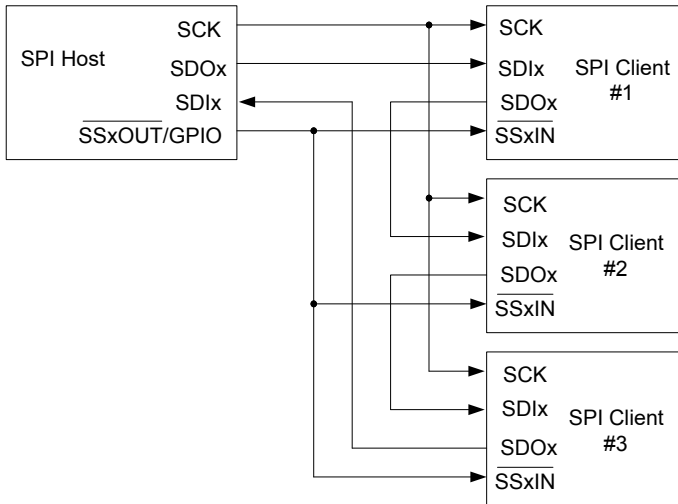 SPI Host
SCK
SDOx
SDIx
SSxOUT/GPIO
SCK
SDIx
SDOx
SSxIN
SPI Client
#1
SCK
SDIx
SDOx
SSxIN
SPI Client
#2
SCK
SDIx
SDOx
SSxIN
SPI Client
#3